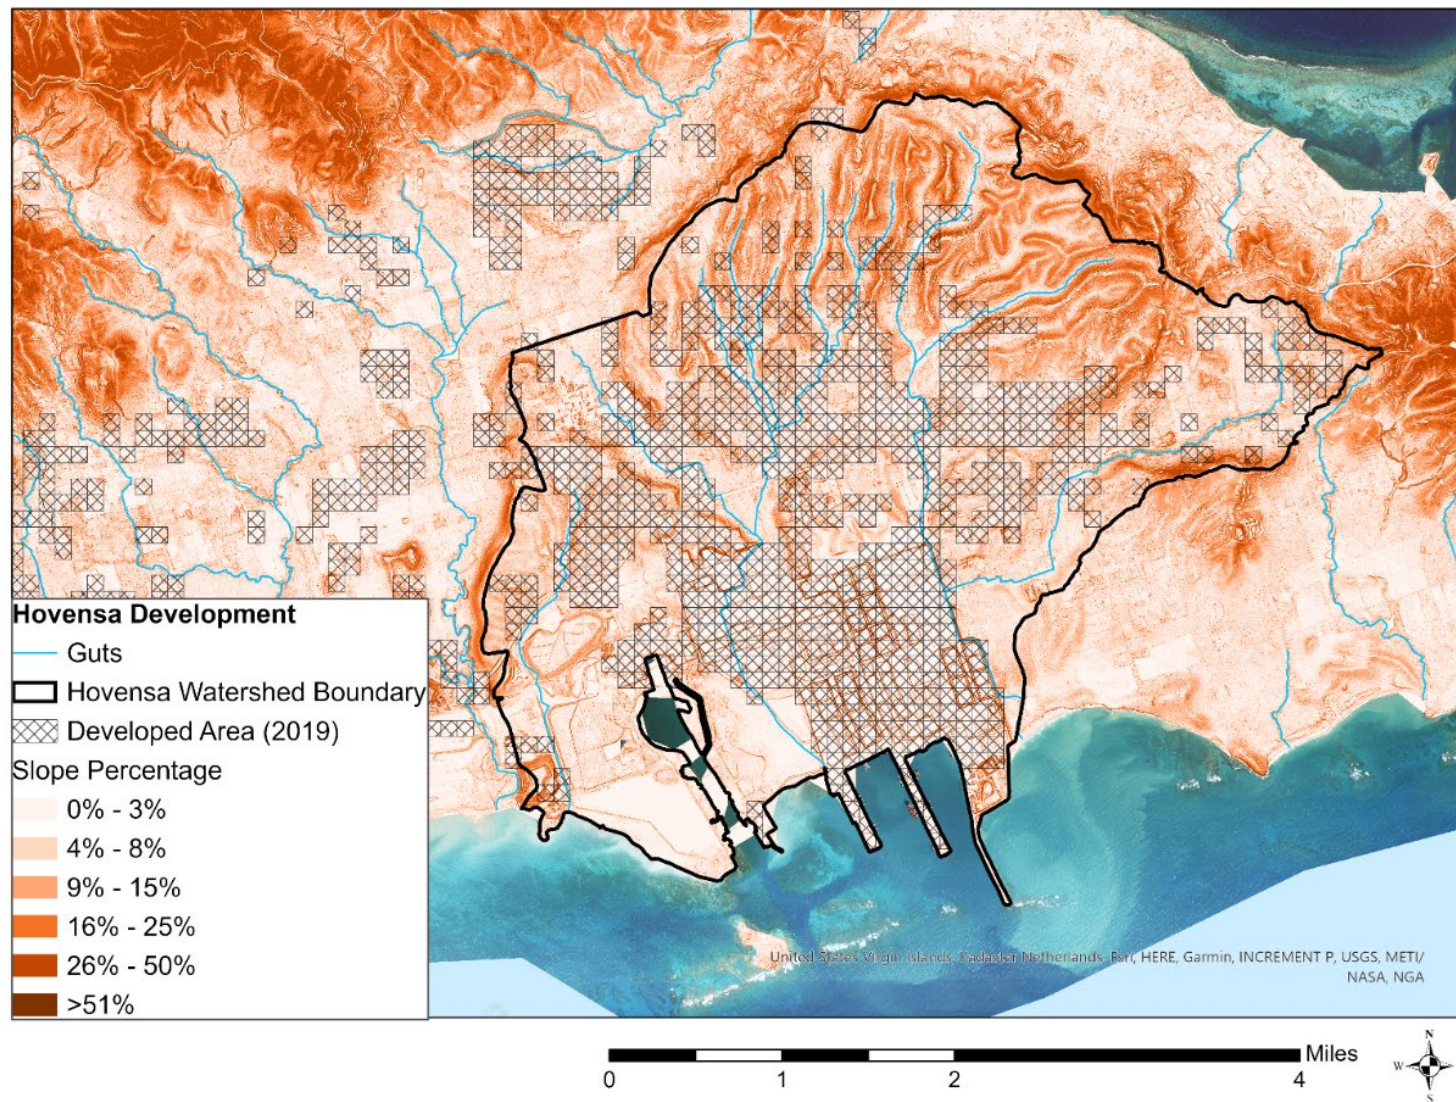 Hovensa Development
Guts
Hovensa Watershed Boundary
Developed Area (2019)
Slope Percentage
0% - 3%
4% - 8%
9% - 15%
16% - 25%
26% - 50%
>51%
United States Virgin Islands, Kadaster Netherlands, Esri, HERE, Garmin, INCREMENT P, USGS, METI/
NASA, NGA
Miles
0 1 2 4
N
W
S